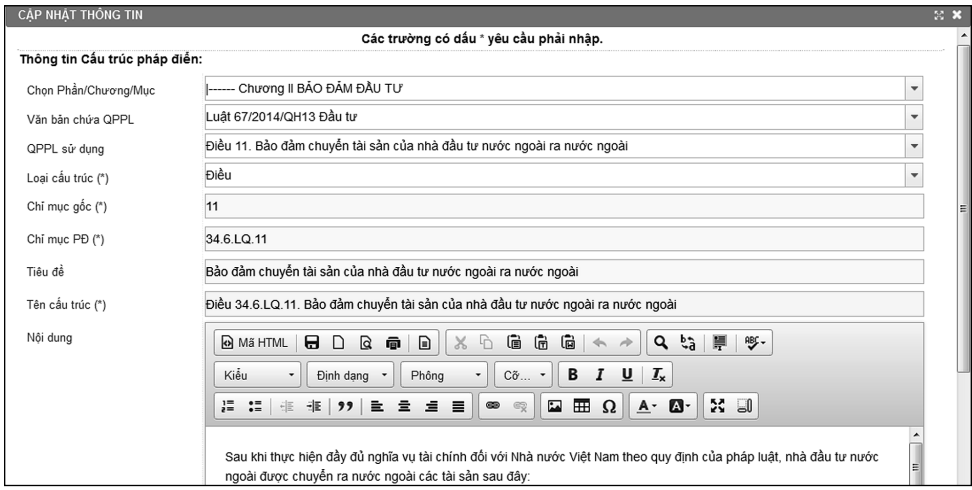 CẬP NHẬT THÔNG TIN
Các trường có dấu * yêu cầu phải nhập.
Thông tin Cấu trúc pháp điển:
Chọn Phần/Chương/Mục
|------ Chương II BẢO ĐẢM ĐẦU TƯ
Văn bản chứa QPPL
Luật 67/2014/QH13 Đầu tư
QPPL sử dụng
Điều 11. Bảo đảm chuyển tài sản của nhà đầu tư nước ngoài ra nước ngoài
Loại cấu trúc (*)
Điều
Chỉ mục gốc (*)
11
Chỉ mục PĐ (*)
34.6.LQ.11
Tiêu đề
Bảo đảm chuyển tài sản của nhà đầu tư nước ngoài ra nước ngoài
Tên cấu trúc (*)
Điều 34.6.LQ.11. Bảo đảm chuyển tài sản của nhà đầu tư nước ngoài ra nước ngoài
Nội dung
Mã HTML
Kiểu
Định dạng
Phông
Cỡ...
Sau khi thực hiện đầy đủ nghĩa vụ tài chính đối với Nhà nước Việt Nam theo quy định của pháp luật, nhà đầu tư nước
ngoài được chuyển ra nước ngoài các tài sản sau đây: